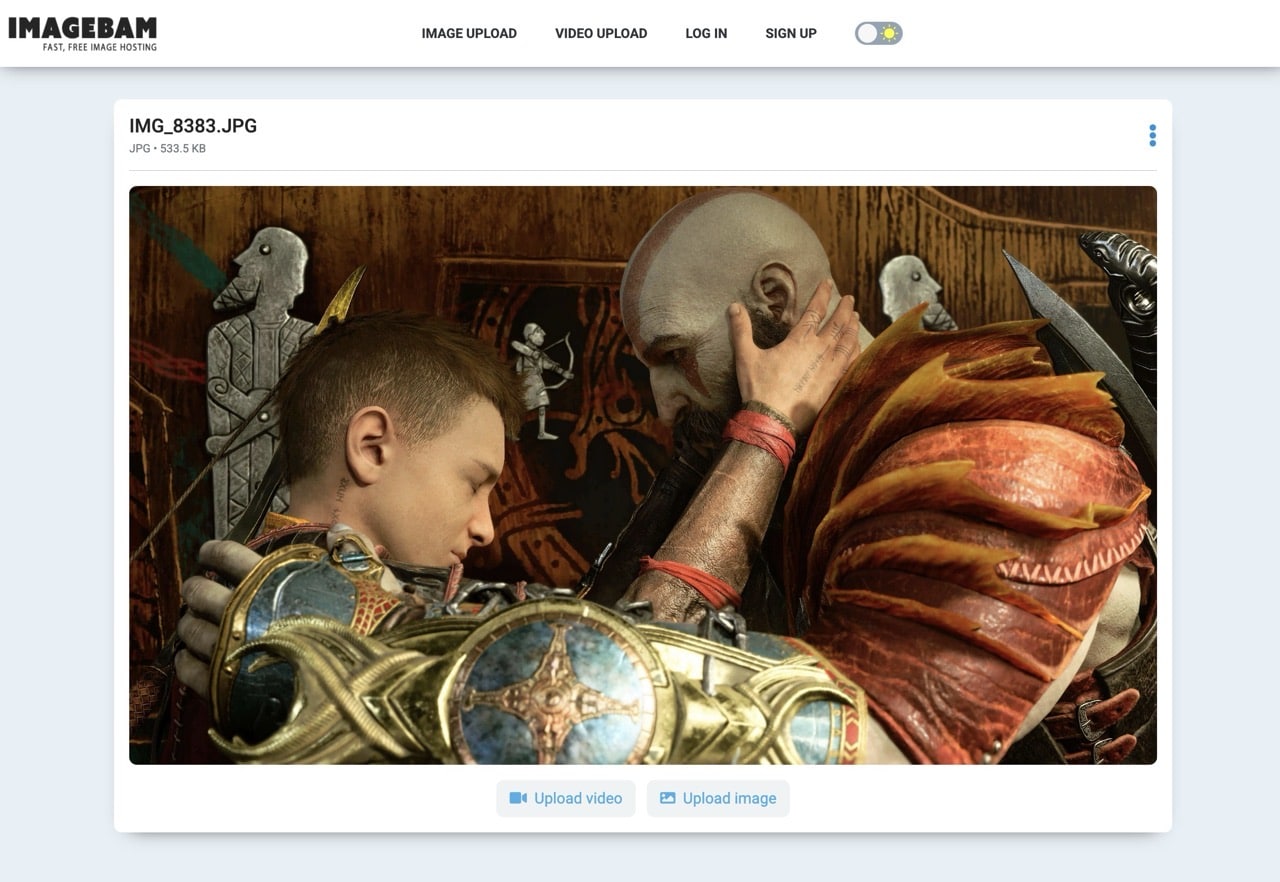 IMAGEBAM
FAST, FREE IMAGE HOSTING
IMAGE UPLOAD
VIDEO UPLOAD
LOG IN
SIGN UP
IMG_8383.JPG
JPG • 533.5 KB
Upload video
Upload image